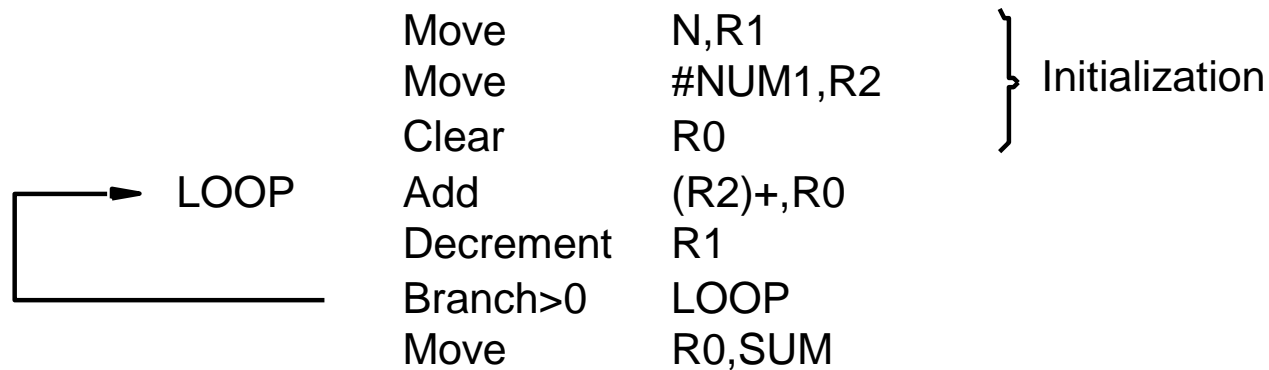 Move N,R1
Move #NUM1,R2 Initialization
Clear R0
LOOP Add (R2)+,R0
Decrement R1
Branch>0 LOOP
Move R0,SUM